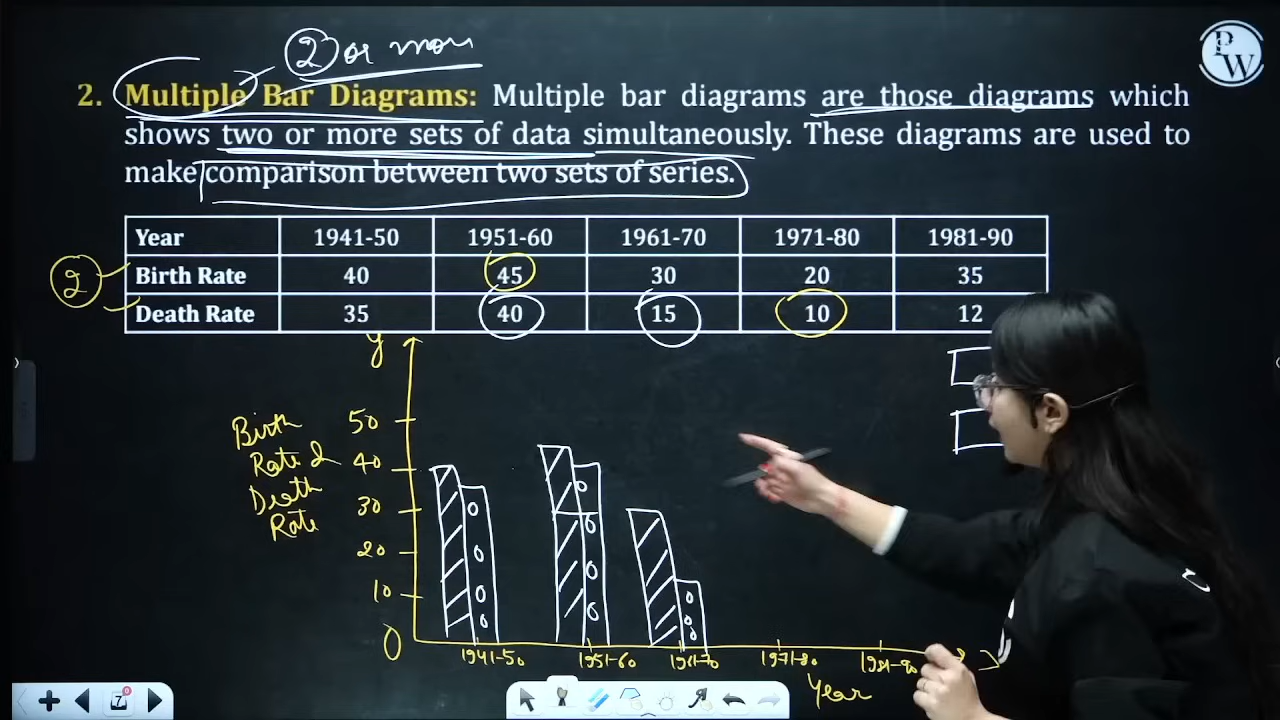 2 or more
2. Multiple Bar Diagrams: Multiple bar diagrams are those diagrams which
shows two or more sets of data simultaneously. These diagrams are used to
make comparison between two sets of series.
PW
Year 1941-50 1951-60 1961-70 1971-80 1981-90
2 Birth Rate 40 45 30 20 35
Death Rate 35 40 15 10 12
y
Birth 50
Rate & 40
Death 30
Rate 20
10
0
1941-50 1951-60 1961-70 1971-80 1981-90
Year